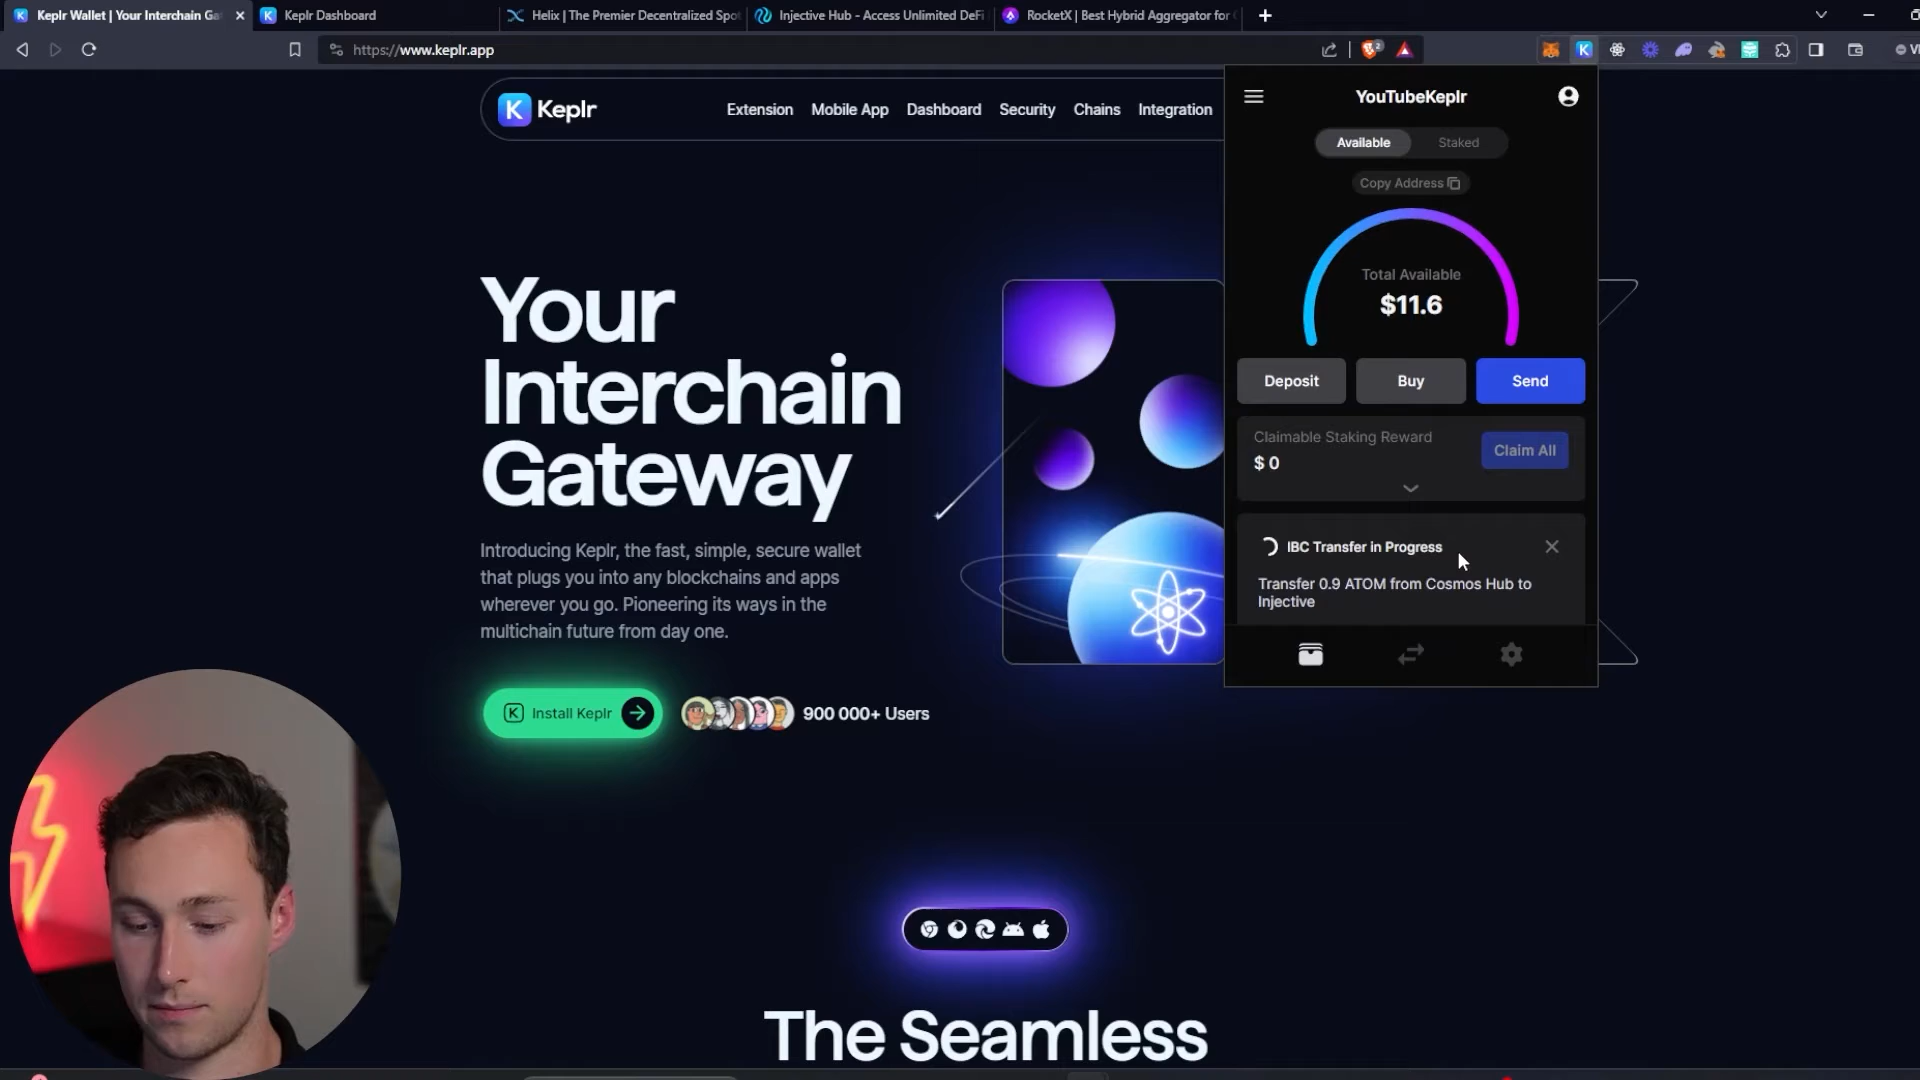 Keplr Wallet | Your Interchain Ga
Keplr Dashboard
Helix | The Premier Decentralized Spot
Injective Hub - Access Unlimited DeFi
RocketX | Best Hybrid Aggregator for
https://www.keplr.app
2
K
VP
K Keplr
Extension
Mobile App
Dashboard
Security
Chains
Integration
YouTubeKeplr
Available
Staked
Copy Address
Total Available
$11.6
Deposit
Buy
Send
Claimable Staking Reward
$ 0
Claim All
IBC Transfer in Progress
Transfer 0.9 ATOM from Cosmos Hub to
Injective
Your
Interchain
Gateway
Introducing Keplr, the fast, simple, secure wallet
that plugs you into any blockchains and apps
wherever you go. Pioneering its ways in the
multichain future from day one.
K Install Keplr
900 000+ Users
The Seamless